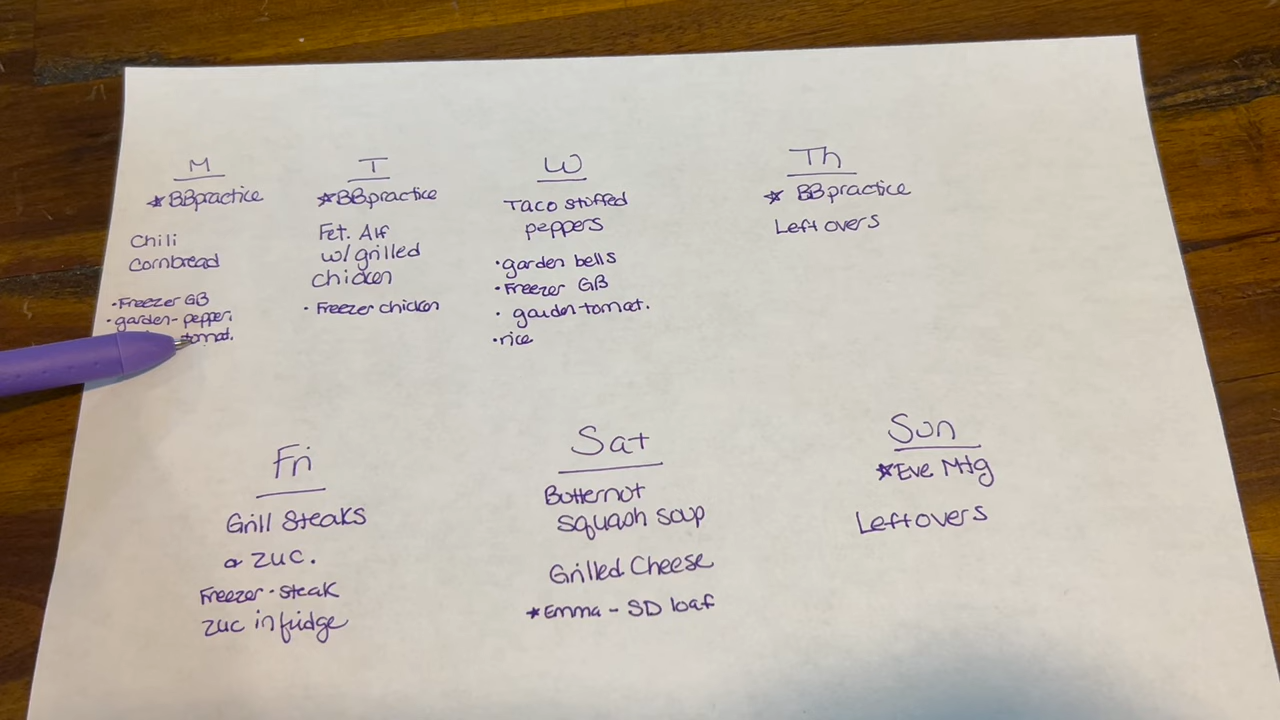 M
*BBpractice
Chili
Cornbread
•Freezer GB
•garden-pepper.
tomat.
T
*BBpractice
Fet. Alf
w/grilled
chicken
• Freezer chicken
W
Taco stuffed
peppers
•garden bells
•Freezer GB
• garden tomat.
•rice
Th
* BBpractice
Leftovers
Fri
Grill Steaks
& zuc.
Freezer-steak
zuc in fridge
Sat
Butternut
squash soup
Grilled Cheese
*Emma - SD loaf
Sun
*Eve Mtg
Leftovers